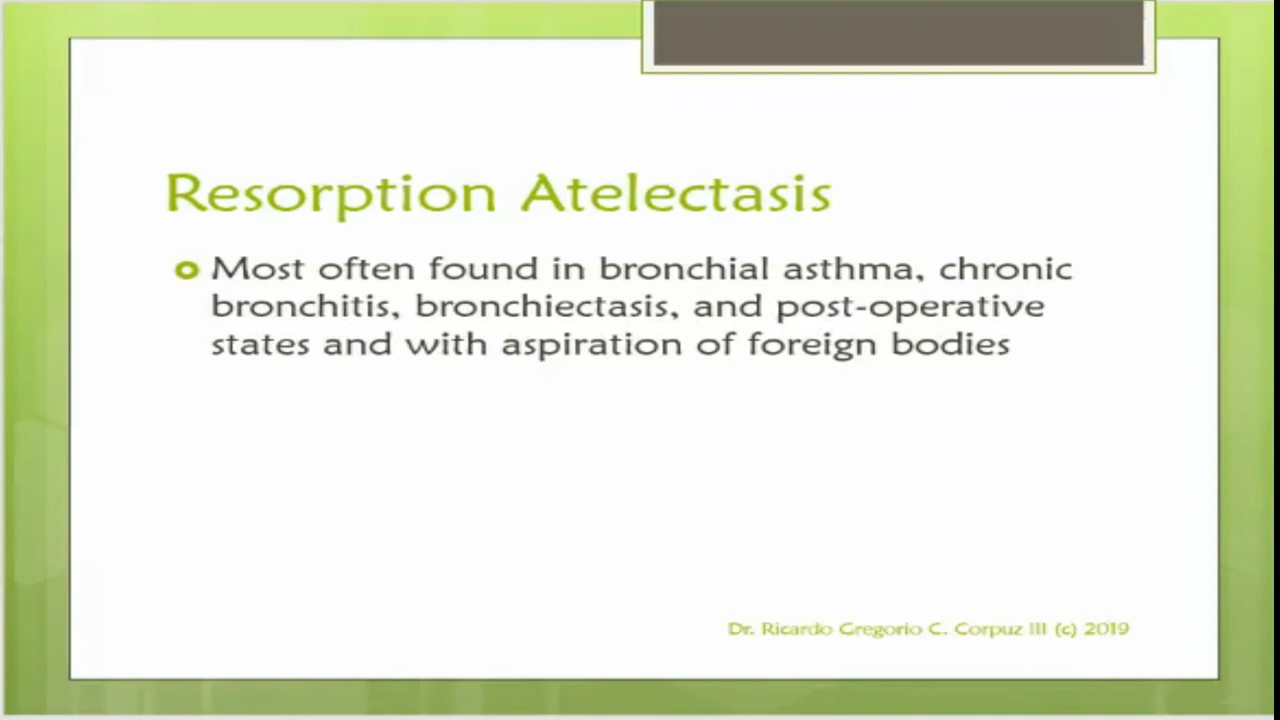 Resorption Atelectasis
Most often found in bronchial asthma, chronic
bronchitis, bronchiectasis, and post-operative
states and with aspiration of foreign bodies
Dr. Ricardo Gregorio C. Corpuz III (c) 2019